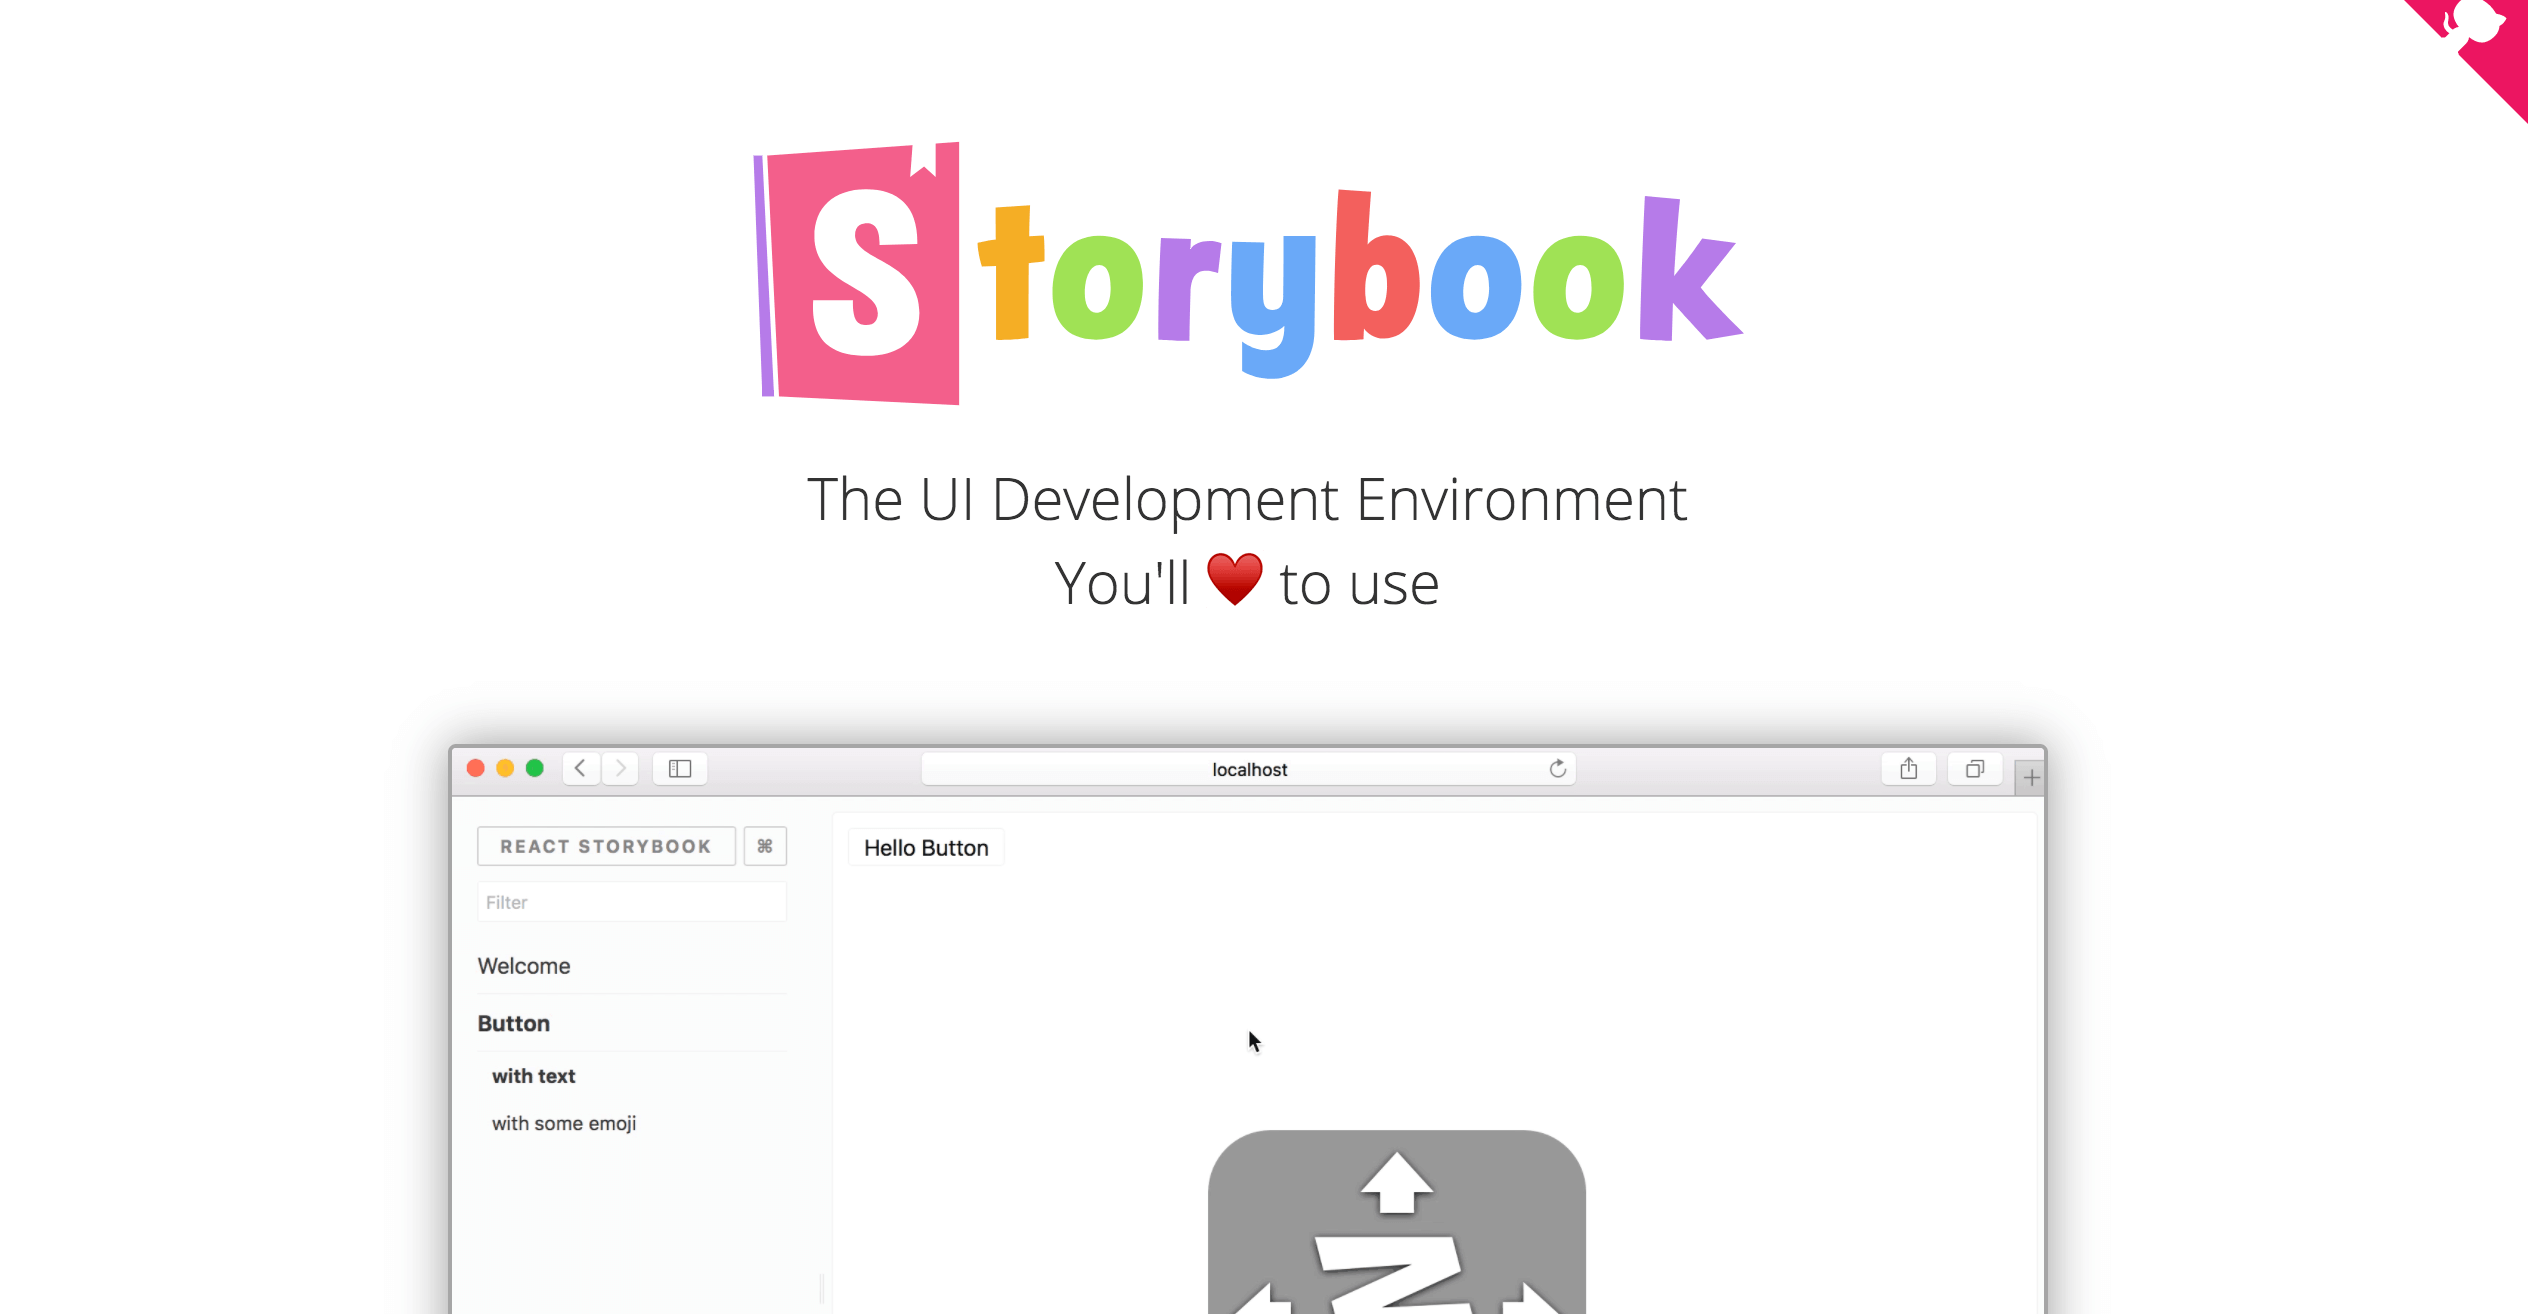 Storybook
The UI Development Environment
You'll ♥ to use
localhost
REACT STORYBOOK ⌘
Hello Button
Filter
Welcome
Button
with text
with some emoji